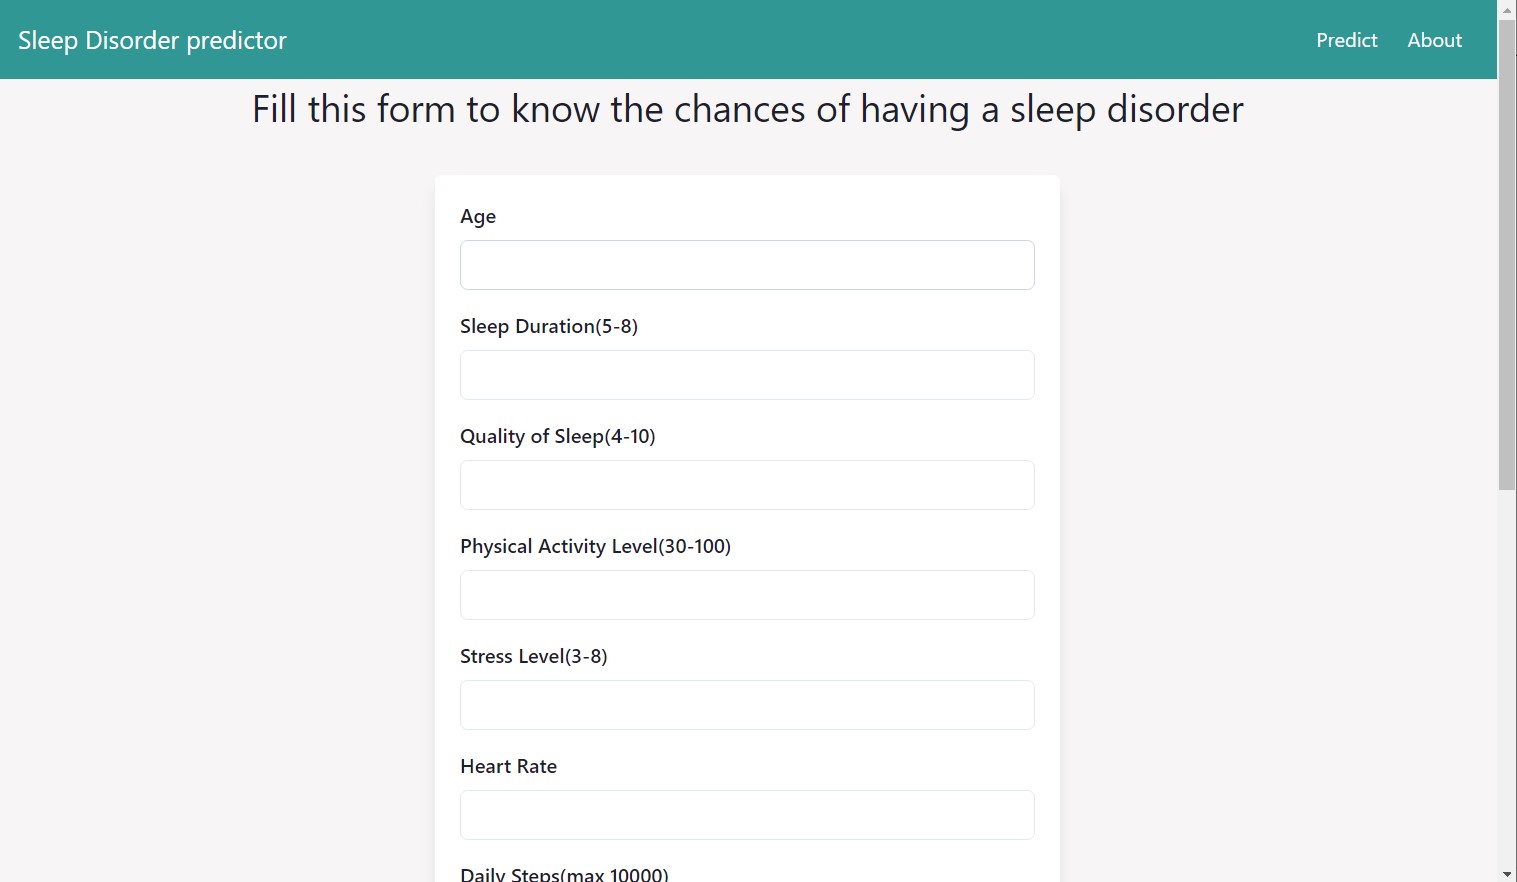 Sleep Disorder predictor
Predict
About
Fill this form to know the chances of having a sleep disorder
Age
Sleep Duration(5-8)
Quality of Sleep(4-10)
Physical Activity Level(30-100)
Stress Level(3-8)
Heart Rate
Daily Steps(max 10000)